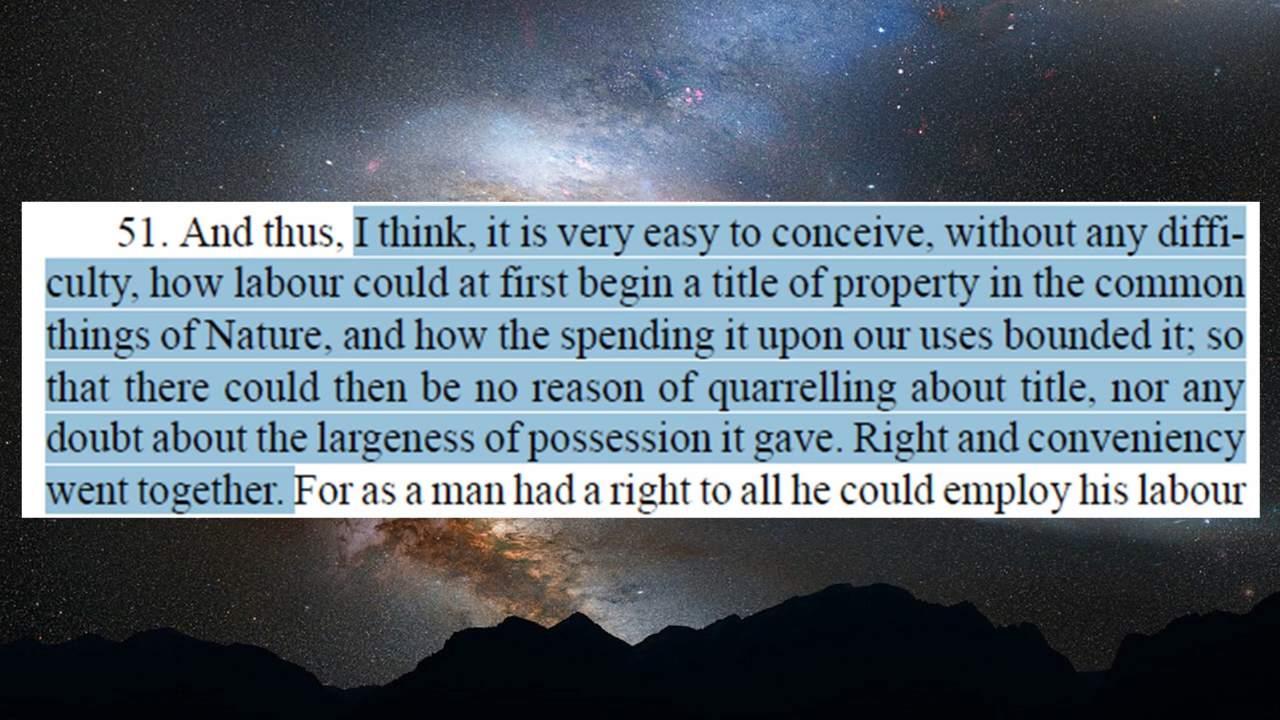 51. And thus, I think, it is very easy to conceive, without any diffi-
culty, how labour could at first begin a title of property in the common
things of Nature, and how the spending it upon our uses bounded it; so
that there could then be no reason of quarrelling about title, nor any
doubt about the largeness of possession it gave. Right and conveniency
went together. For as a man had a right to all he could employ his labour